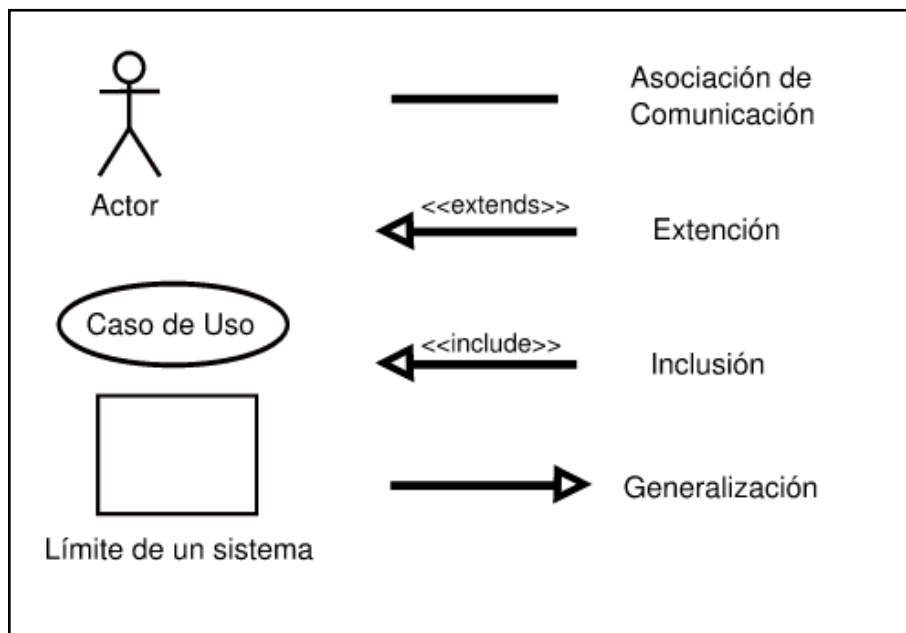 Actor
Caso de Uso
Límite de un sistema
Asociación de
Comunicación
<<extends>>
Extención
<<include>>
Inclusión
Generalización